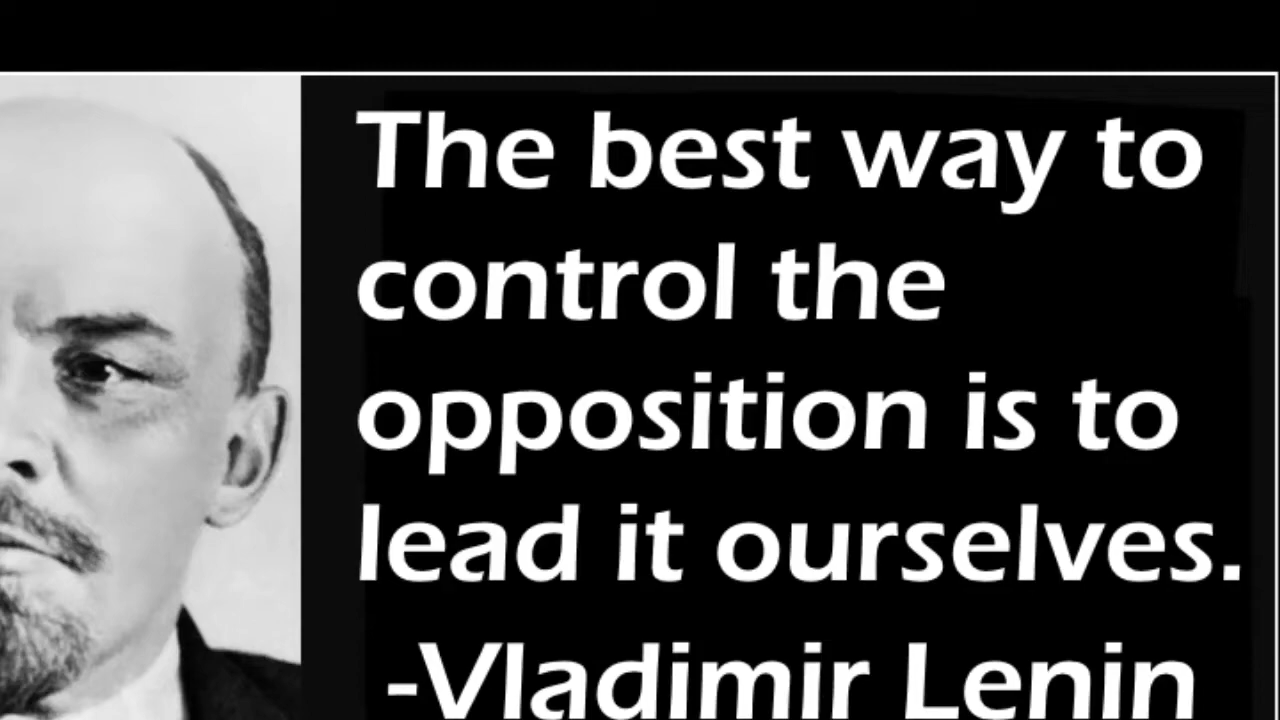 The best way to
control the
opposition is to
lead it ourselves.
-Vladimir Lenin